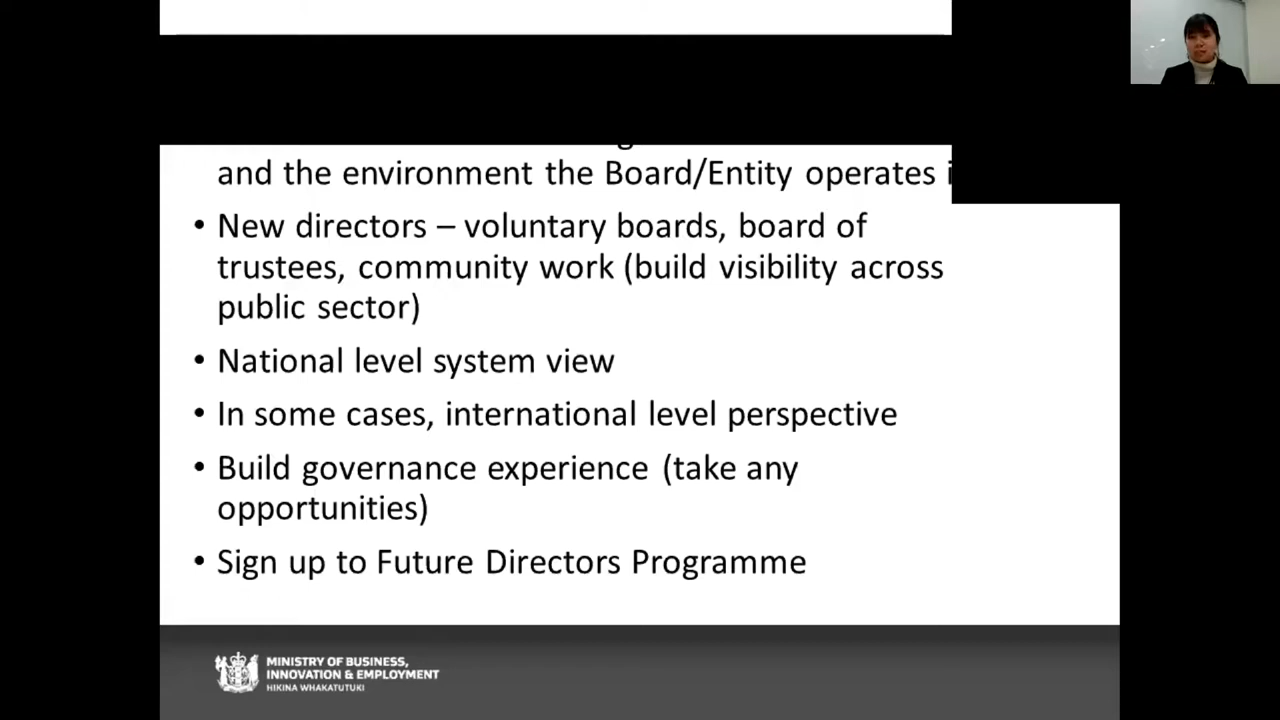 and the environment the Board/Entity operates
• New directors – voluntary boards, board of
trustees, community work (build visibility across
public sector)
• National level system view
• In some cases, international level perspective
• Build governance experience (take any
opportunities)
• Sign up to Future Directors Programme
MINISTRY OF BUSINESS,
INNOVATION & EMPLOYMENT
HIKINA WHAKATUTUKI